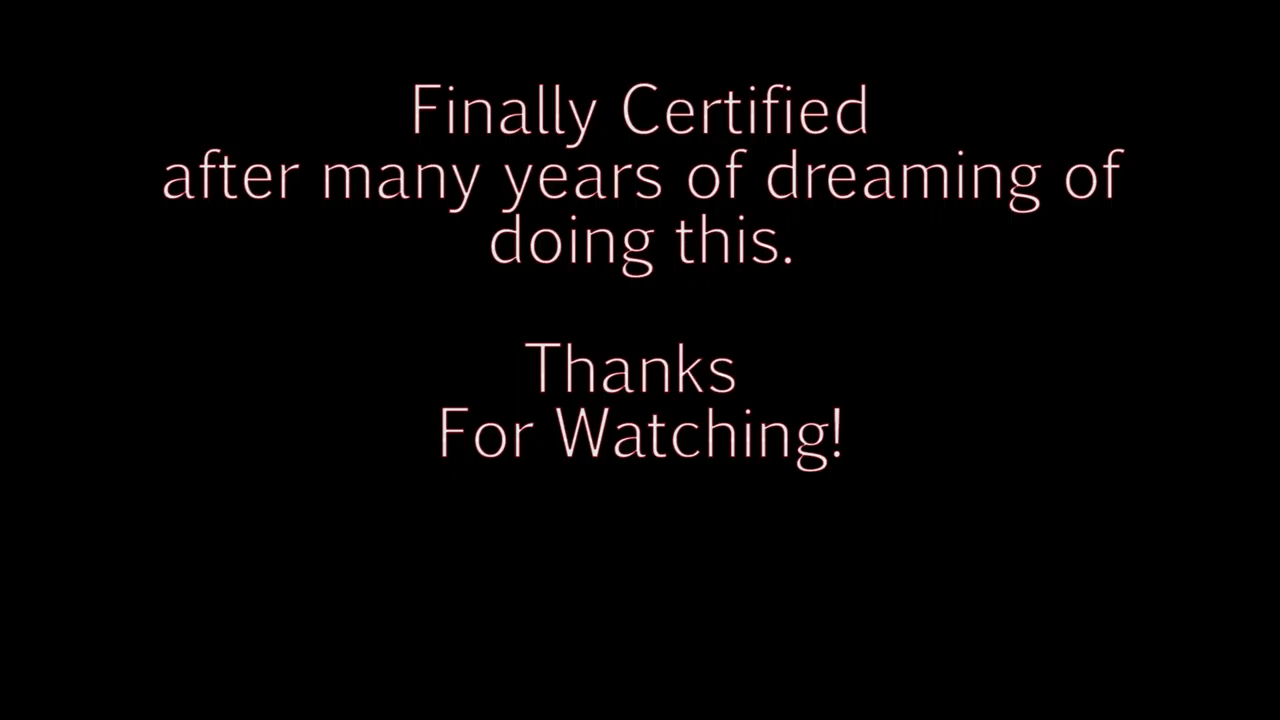 Finally Certified
after many years of dreaming of
doing this.
Thanks
For Watching!